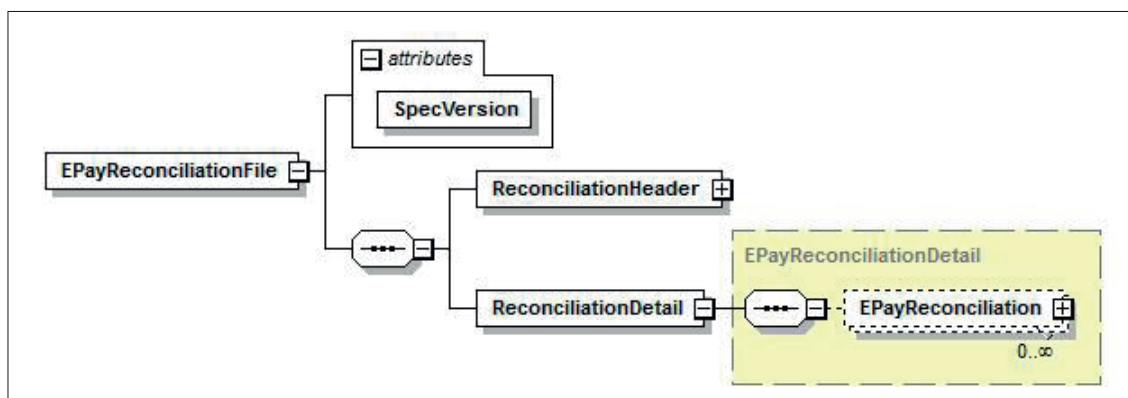 attributes
SpecVersion
EPayReconciliationFile
ReconciliationHeader
EPayReconciliationDetail
ReconciliationDetail
EPayReconciliation
0..∞